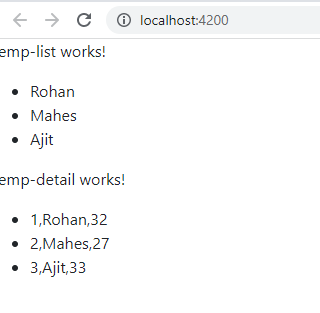 localhost:4200
emp-list works!
Rohan
Mahes
Ajit
emp-detail works!
1,Rohan,32
2,Mahes,27
3,Ajit,33